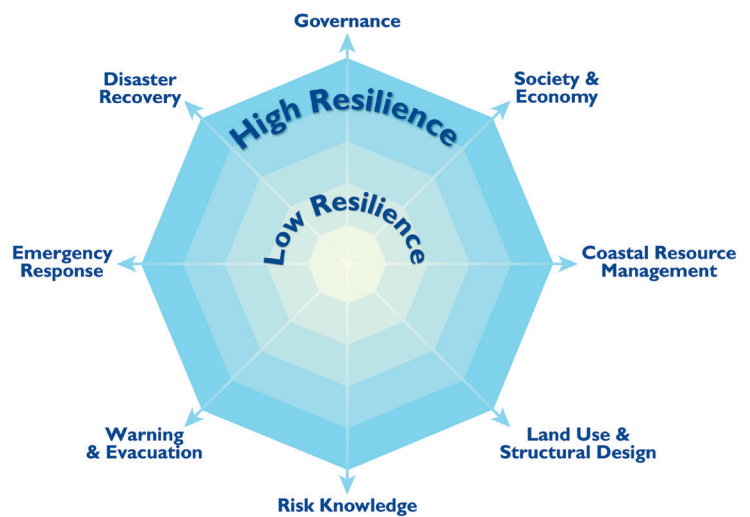 Governance
Disaster
Recovery
Society &
Economy
High Resilience
Low Resilience
Emergency
Response
Coastal Resource
Management
Warning
& Evacuation
Land Use &
Structural Design
Risk Knowledge